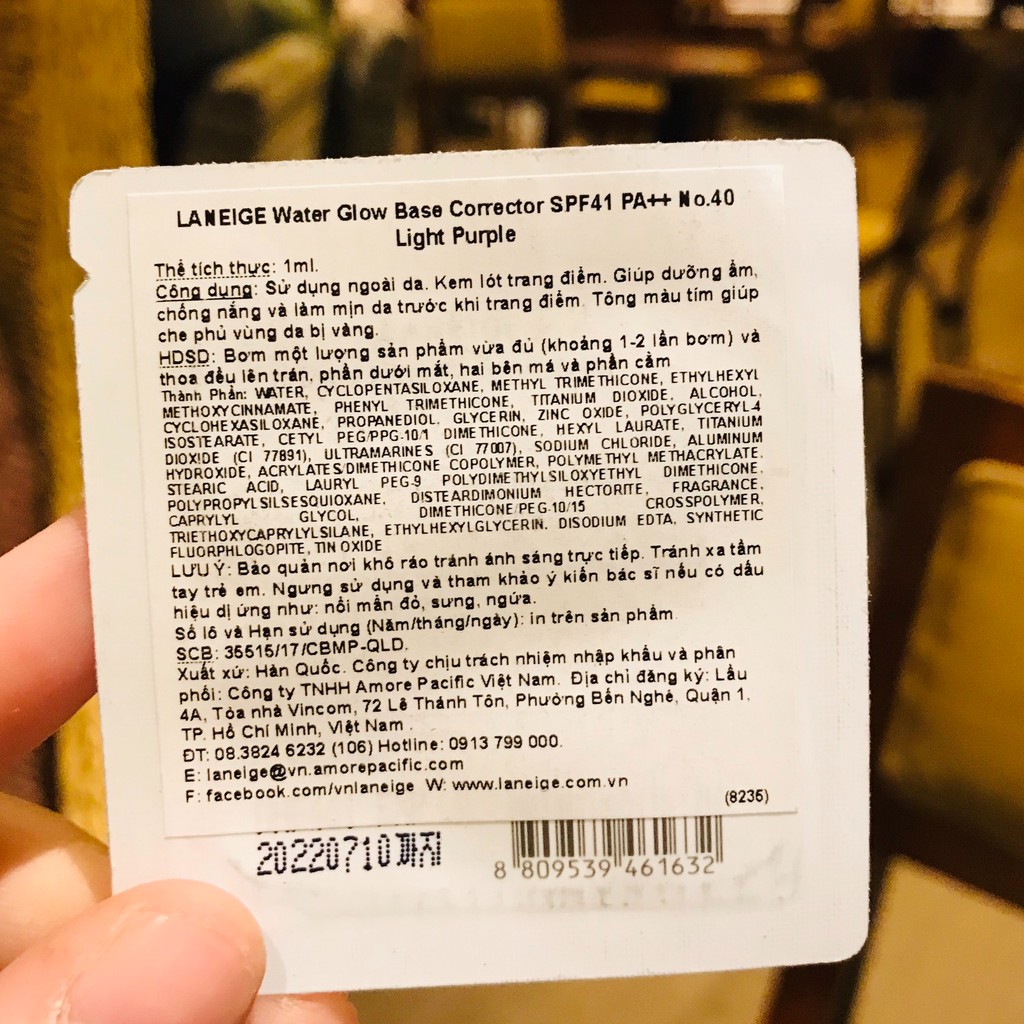 LANEIGE Water Glow Base Corrector SPF41 PA++ No.40
Light Purple
Thể tích thực: 1ml.
Công dụng: Sử dụng ngoài da. Kem lót trang điểm. Giúp dưỡng ẩm,
chống nắng và làm mịn da trước khi trang điểm. Tông màu tím giúp
che phủ vùng da bị vàng.
HDSD: Bơm một lượng sản phẩm vừa đủ (khoảng 1-2 lần bơm) và
thoa đều lên trán, phần dưới mắt, hai bên má và phần cằm
Thành Phần: WATER, CYCLOPENTASILOXANE, METHYL TRIMETHICONE, ETHYLHEXYL
METHOXYCINNAMATE, PHENYL TRIMETHICONE, TITANIUM DIOXIDE, ALCOHOL,
CYCLOHEXASILOXANE, PROPANEDIOL, GLYCERIN, ZINC OXIDE, POLYGLYCERYL-4
ISOSTEARATE, CETYL PEG/PPG-10/1 DIMETHICONE, HEXYL LAURATE, TITANIUM
DIOXIDE (CI 77891), ULTRAMARINES (CI 77007), SODIUM CHLORIDE, ALUMINUM
HYDROXIDE, ACRYLATES/DIMETHICONE COPOLYMER, POLYMETHYL METHACRYLATE,
STEARIC ACID, LAURYL PEG-9 POLYDIMETHYLSILOXYETHYL DIMETHICONE,
POLYPROPYLSILSESQUIOXANE, DISTEARDIMONIUM HECTORITE, FRAGRANCE,
CAPRYLYL GLYCOL, DIMETHICONE/PEG-10/15 CROSSPOLYMER,
TRIETHOXYCAPRYLYLSILANE, ETHYLHEXYLGLYCERIN, DISODIUM EDTA, SYNTHETIC
FLUORPHLOGOPITE, TIN OXIDE
LƯU Ý: Bảo quản nơi khô ráo tránh ánh sáng trực tiếp. Tránh xa tầm
tay trẻ em. Ngưng sử dụng và tham khảo ý kiến bác sĩ nếu có dấu
hiệu dị ứng như: nổi mẩn đỏ, sưng, ngứa.
Số lô và Hạn sử dụng (Năm/tháng/ngày): in trên sản phẩm.
SCB: 35515/17/CBMP-QLD.
Xuất xứ: Hàn Quốc. Công ty chịu trách nhiệm nhập khẩu và phân
phối: Công ty TNHH Amore Pacific Việt Nam. Địa chỉ đăng ký: Lầu
4A, Tòa nhà Vincom, 72 Lê Thánh Tôn, Phường Bến Nghé, Quận 1,
TP. Hồ Chí Minh, Việt Nam .
ĐT: 08.3824 6232 (106) Hotline: 0913 799 000.
E: laneige@vn.amorepacific.com
F: facebook.com/vnlaneige W: www.laneige.com.vn
(8235)
20220710까지
8 809539 461632